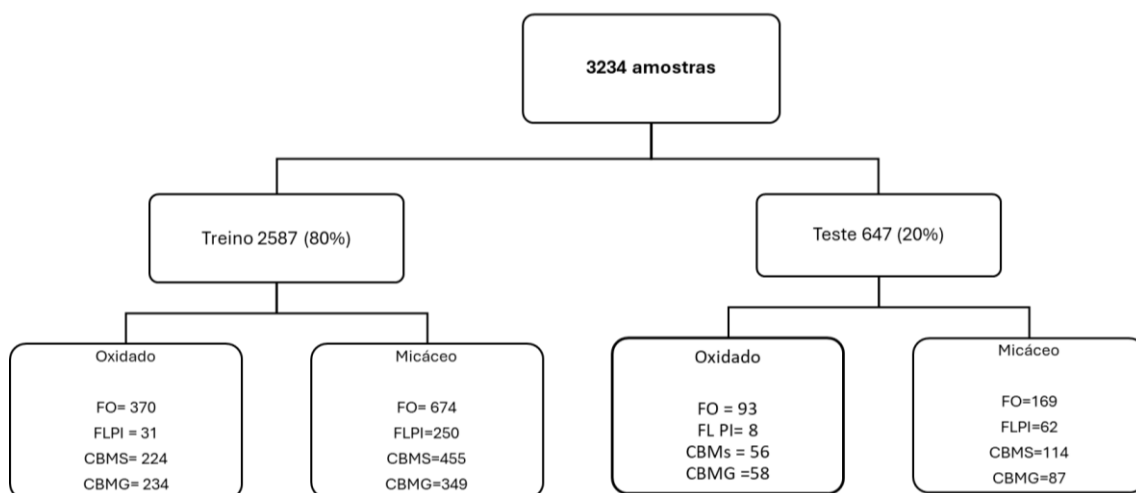 3234 amostras
Treino 2587 (80%)
Teste 647 (20%)
Oxidado
FO= 370
FLPI = 31
CBMS= 224
CBMG= 234
Micáceo
FO= 674
FLPI=250
CBMS=455
CBMG=349
Oxidado
FO = 93
FL PI= 8
CBMs = 56
CBMG =58
Micáceo
FO=169
FLPI=62
CBMS=114
CBMG=87